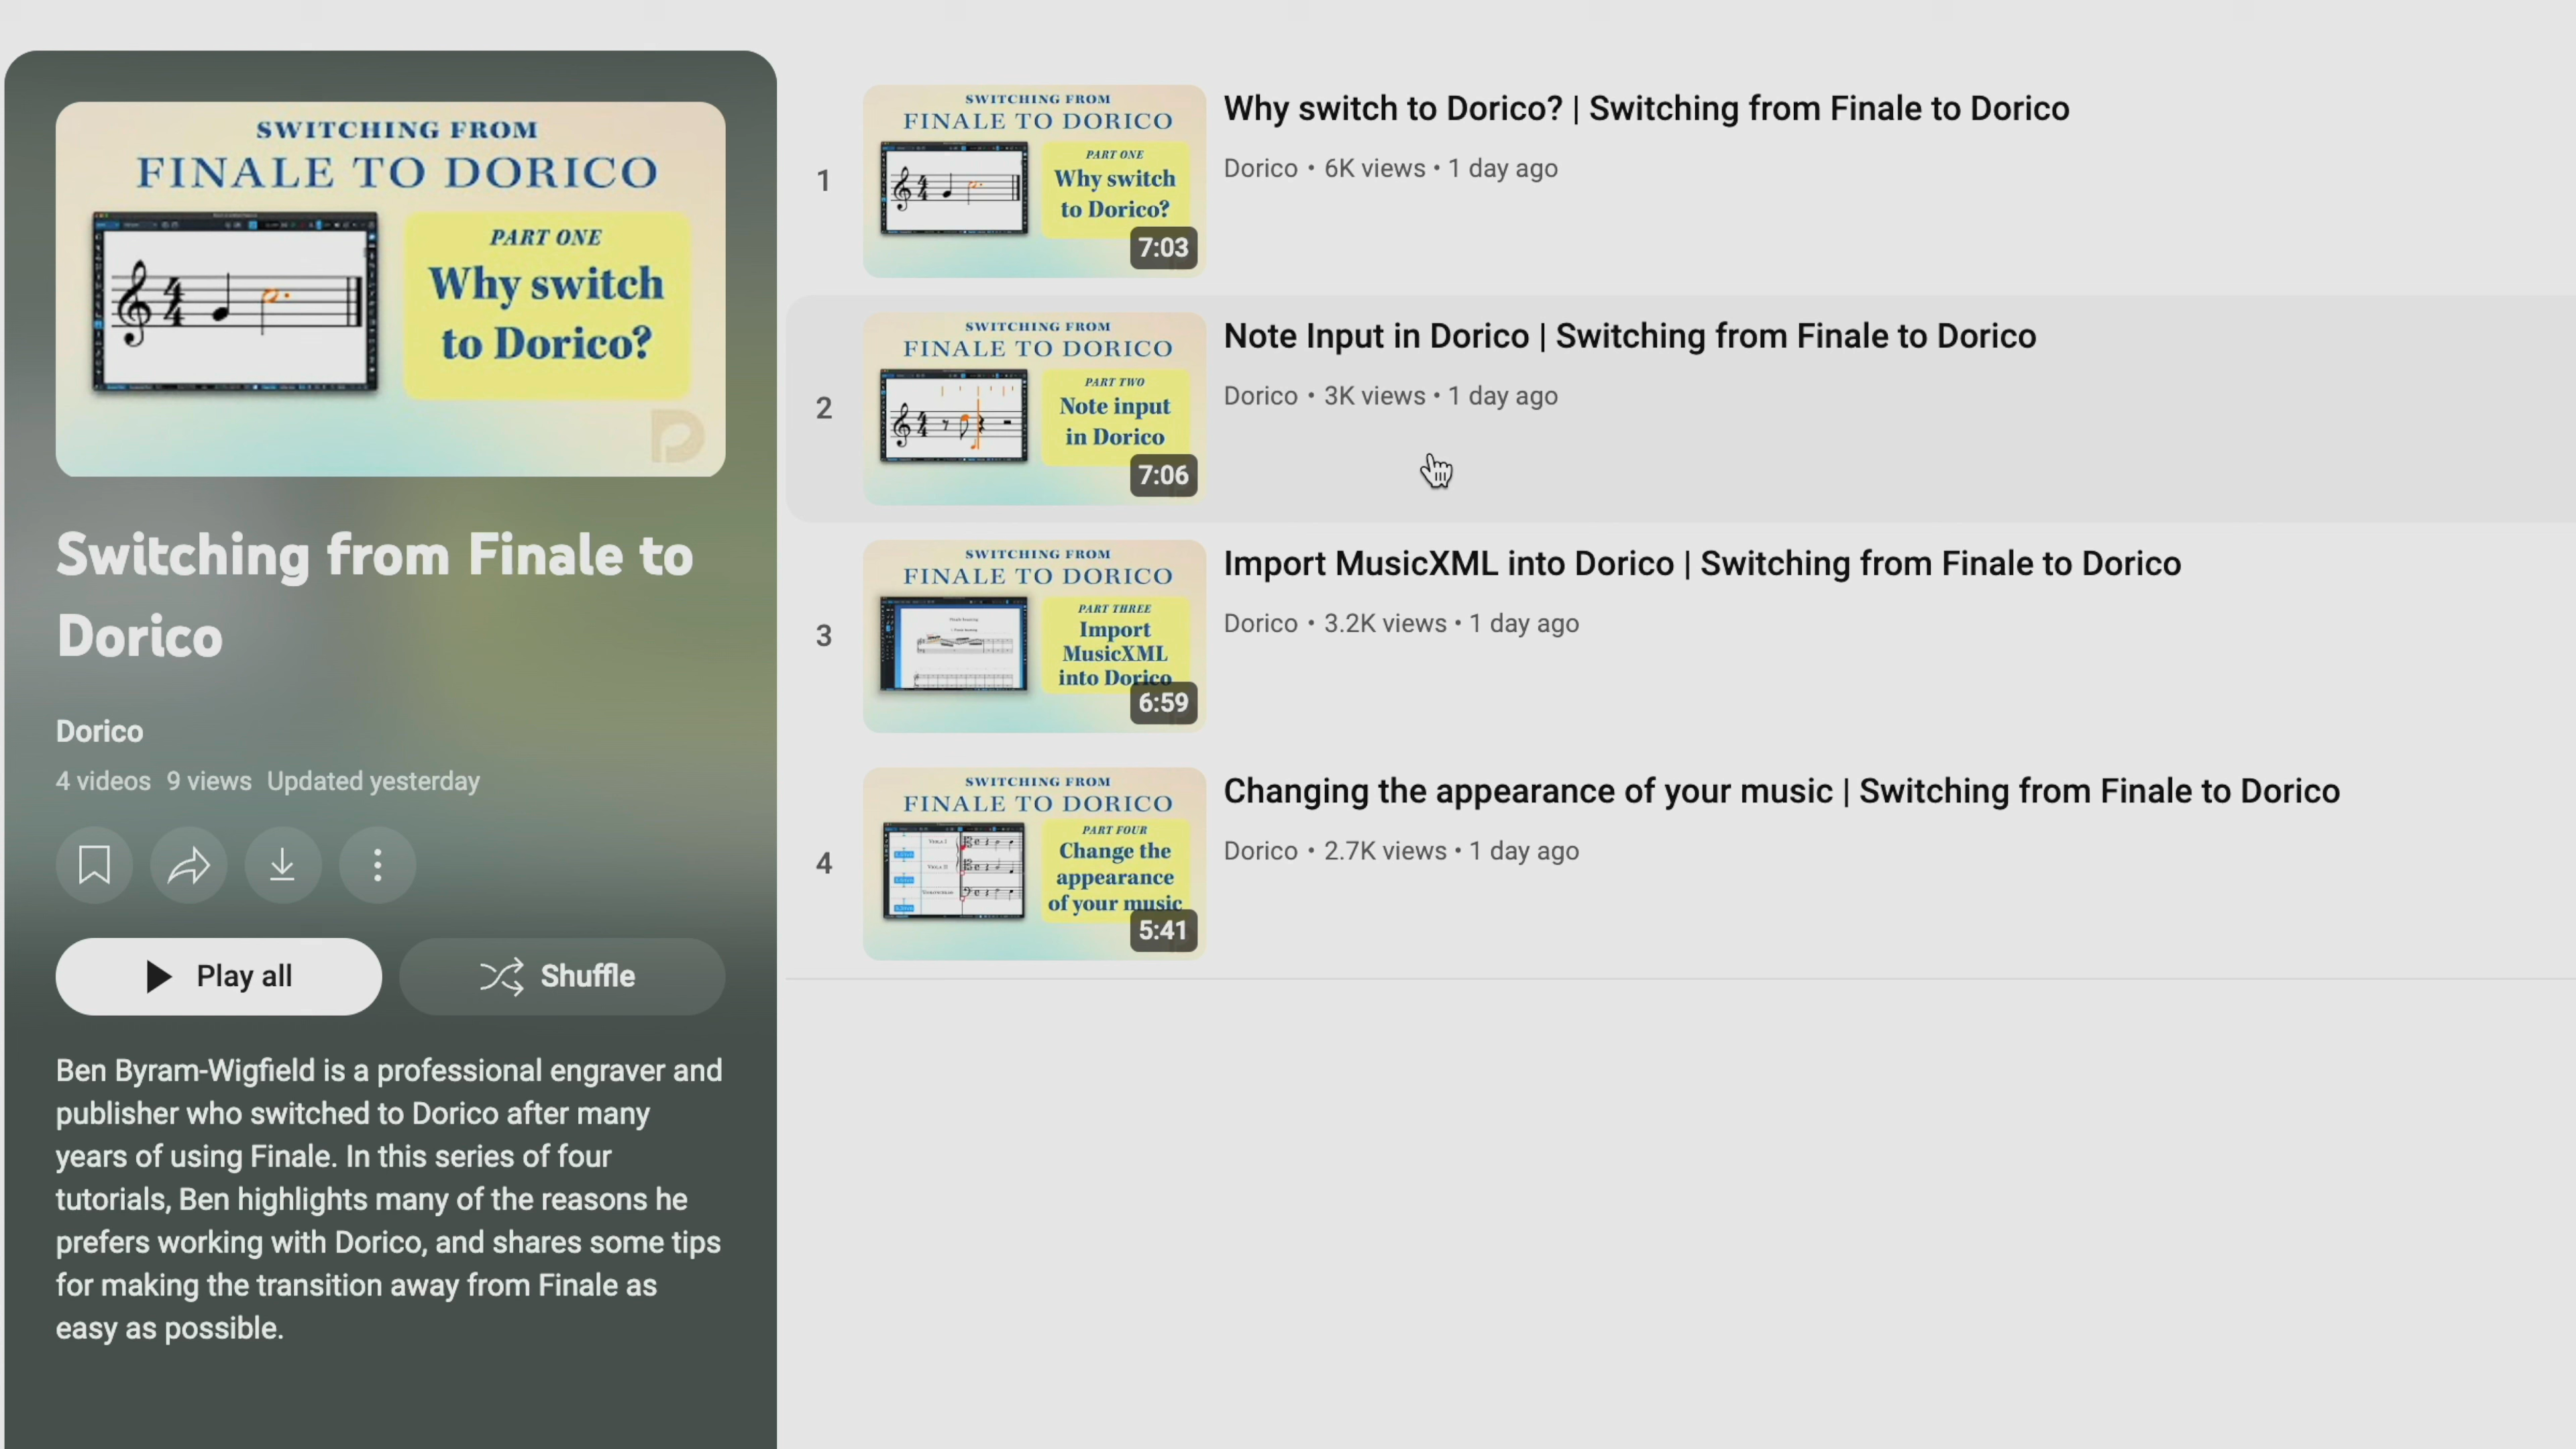 SWITCHING FROM
FINALE TO DORICO
PART ONE
Why switch
to Dorico?
Switching from Finale to
Dorico
Dorico
4 videos 9 views Updated yesterday
Play all
Shuffle
Ben Byram-Wigfield is a professional engraver and
publisher who switched to Dorico after many
years of using Finale. In this series of four
tutorials, Ben highlights many of the reasons he
prefers working with Dorico, and shares some tips
for making the transition away from Finale as
easy as possible.
1
SWITCHING FROM
FINALE TO DORICO
PART ONE
Why switch
to Dorico?
7:03
Why switch to Dorico? | Switching from Finale to Dorico
Dorico • 6K views • 1 day ago
2
SWITCHING FROM
FINALE TO DORICO
PART TWO
Note input
in Dorico
7:06
Note Input in Dorico | Switching from Finale to Dorico
Dorico • 3K views • 1 day ago
3
SWITCHING FROM
FINALE TO DORICO
PART THREE
Import
MusicXML
into Dorico
6:59
Import MusicXML into Dorico | Switching from Finale to Dorico
Dorico • 3.2K views • 1 day ago
4
SWITCHING FROM
FINALE TO DORICO
PART FOUR
Change the
appearance
of your music
5:41
Changing the appearance of your music | Switching from Finale to Dorico
Dorico • 2.7K views • 1 day ago